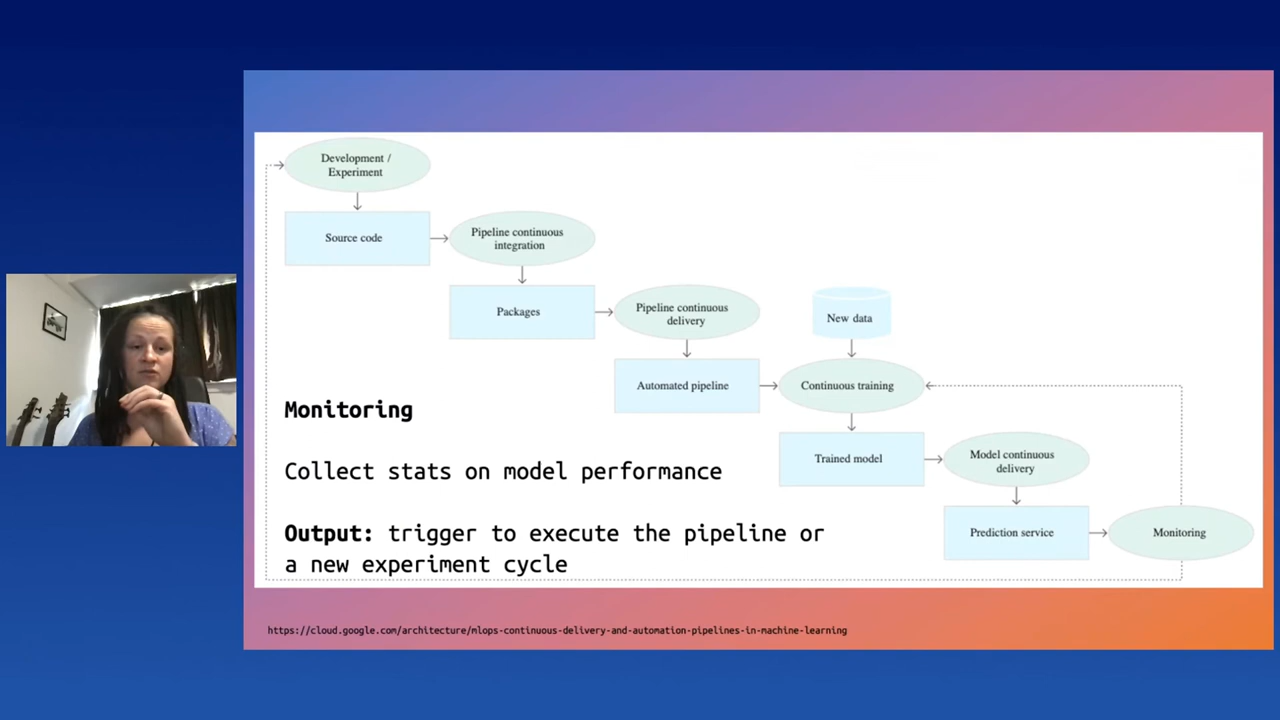 Development /
Experiment
Source code
Pipeline continuous
integration
Packages
Pipeline continuous
delivery
New data
Automated pipeline
Continuous training
Trained model
Model continuous
delivery
Prediction service
Monitoring
Monitoring
Collect stats on model performance
Output: trigger to execute the pipeline or
a new experiment cycle
https://cloud.google.com/architecture/mlops-continuous-delivery-and-automation-pipelines-in-machine-learning